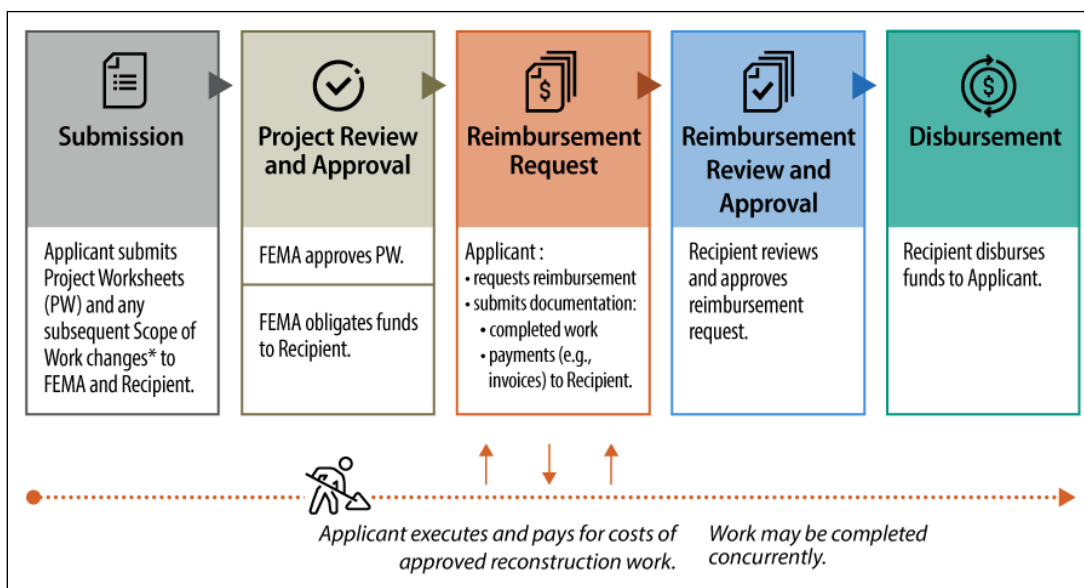 Submission
Applicant submits
Project Worksheets
(PW) and any
subsequent Scope of
Work changes* to
FEMA and Recipient.
Project Review
and Approval
FEMA approves PW.
FEMA obligates funds
to Recipient.
$
Reimbursement
Request
Applicant :
• requests reimbursement
• submits documentation:
• completed work
• payments (e.g.,
invoices) to Recipient.
Reimbursement
Review and
Approval
Recipient reviews
and approves
reimbursement
request.
$
Disbursement
Recipient disburses
funds to Applicant.
Applicant executes and pays for costs of
approved reconstruction work.
Work may be completed
concurrently.